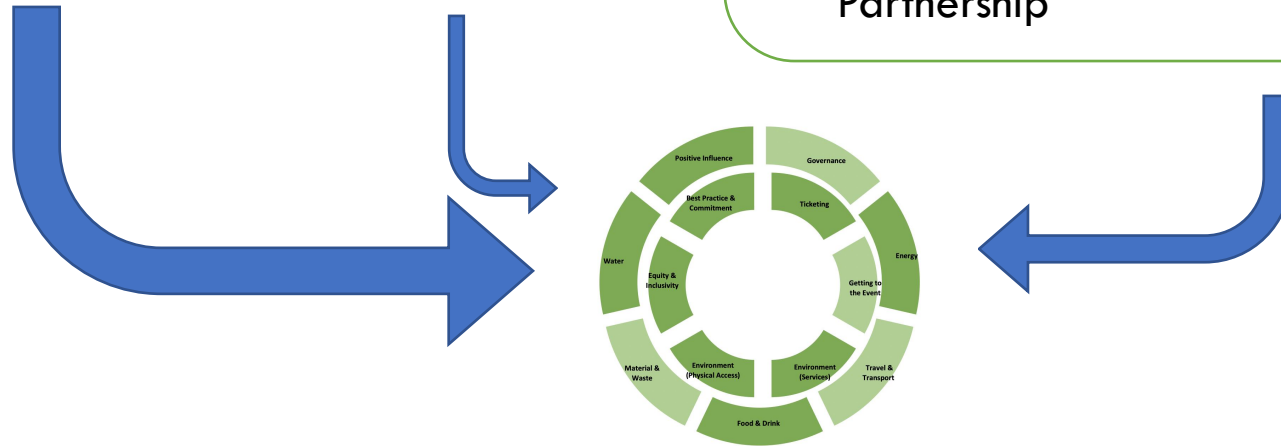 Partnership
Positive Influence
Governance
Best Practice &
Commitment
Ticketing
Water
Energy
Equity &
Inclusivity
Getting to
the Event
Material &
Waste
Environment
(Physical Access)
Environment
(Services)
Travel &
Transport
Food & Drink